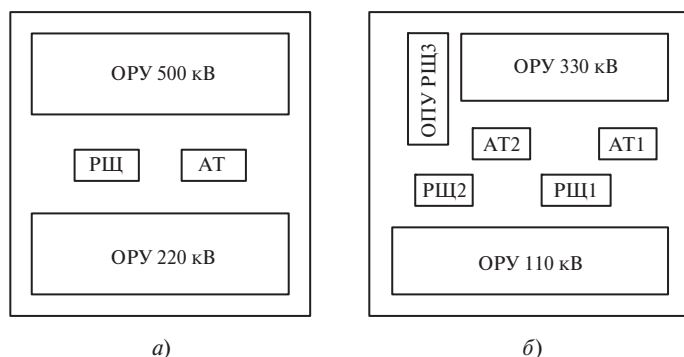 ОРУ 500 кВ
РЩ
АТ
ОРУ 220 кВ
а)
ОПУ РЩ3
ОРУ 330 кВ
АТ2
АТ1
РЩ2
РЩ1
ОРУ 110 кВ
б)